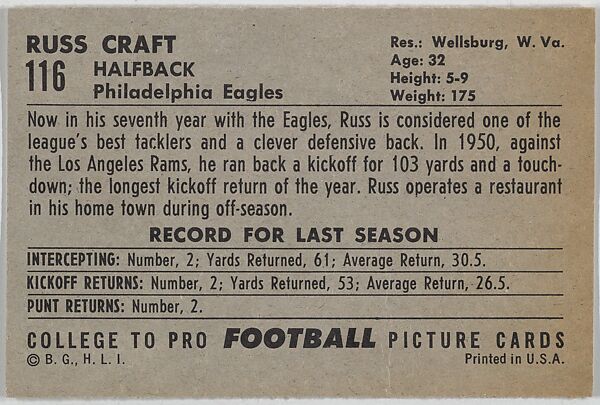 RUSS CRAFT
116 HALFBACK
Philadelphia Eagles
Res.: Wellsburg, W. Va.
Age: 32
Height: 5-9
Weight: 175
Now in his seventh year with the Eagles, Russ is considered one of the
league's best tacklers and a clever defensive back. In 1950, against
the Los Angeles Rams, he ran back a kickoff for 103 yards and a touch-
down; the longest kickoff return of the year. Russ operates a restaurant
in his home town during off-season.
RECORD FOR LAST SEASON
INTERCEPTING: Number, 2; Yards Returned, 61; Average Return, 30.5.
KICKOFF RETURNS: Number, 2; Yards Returned, 53; Average Return, 26.5.
PUNT RETURNS: Number, 2.
COLLEGE TO PRO FOOTBALL PICTURE CARDS
© B. G., H. L. I. Printed in U.S.A.